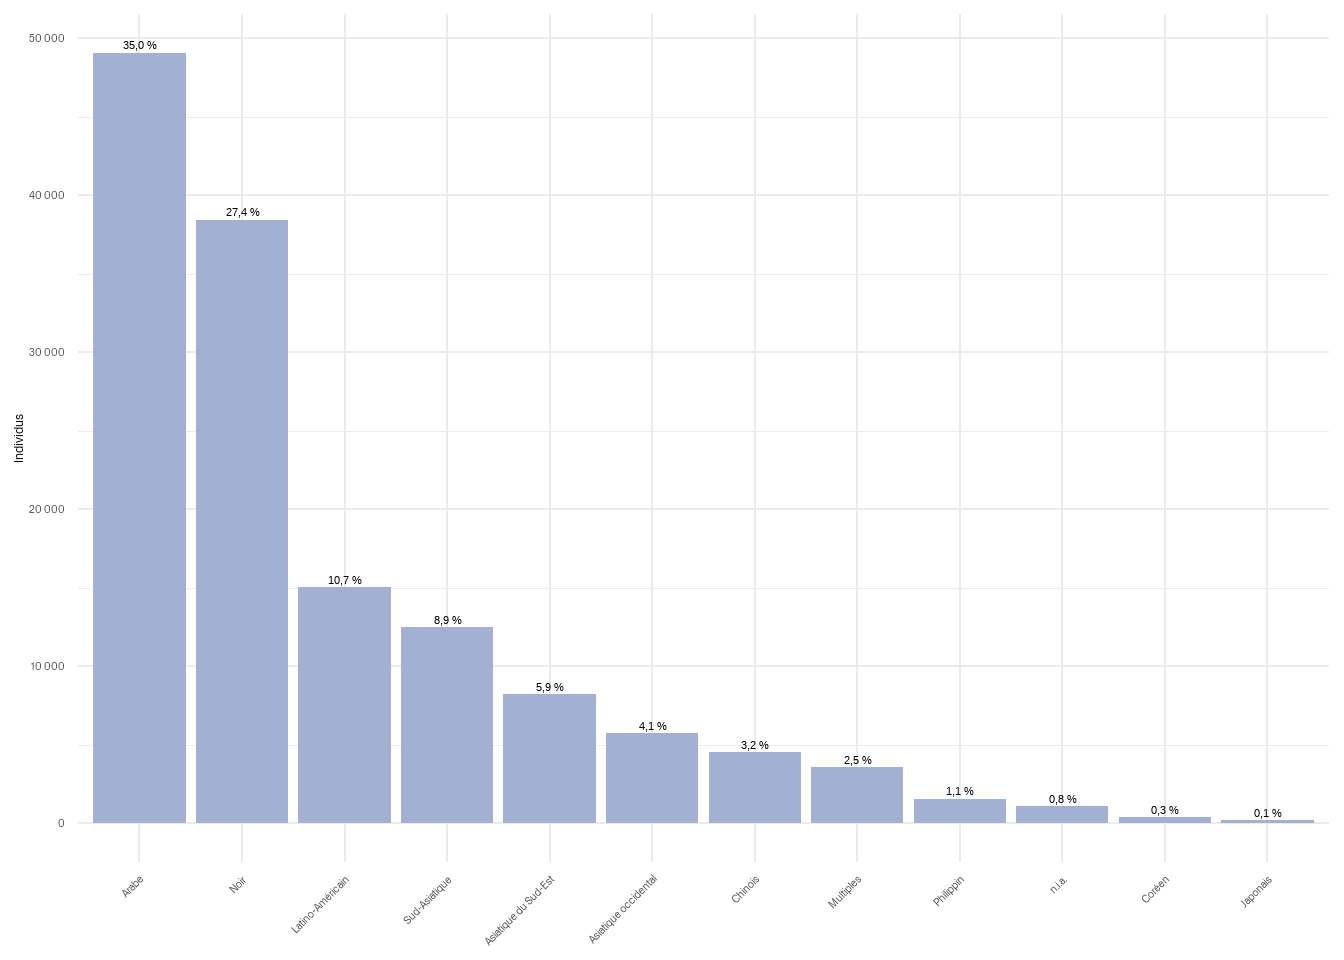 50 000
40 000
30 000
20 000
10 000
0
Individus
35,0 %
27,4 %
10,7 %
8,9 %
5,9 %
4,1 %
3,2 %
2,5 %
1,1 %
0,8 %
0,3 %
0,1 %
Arabe
Noir
Latino-Américain
Sud-Asiatique
Asiatique du Sud-Est
Asiatique occidental
Chinois
Multiples
Philippin
n.i.a.
Coréen
Japonais